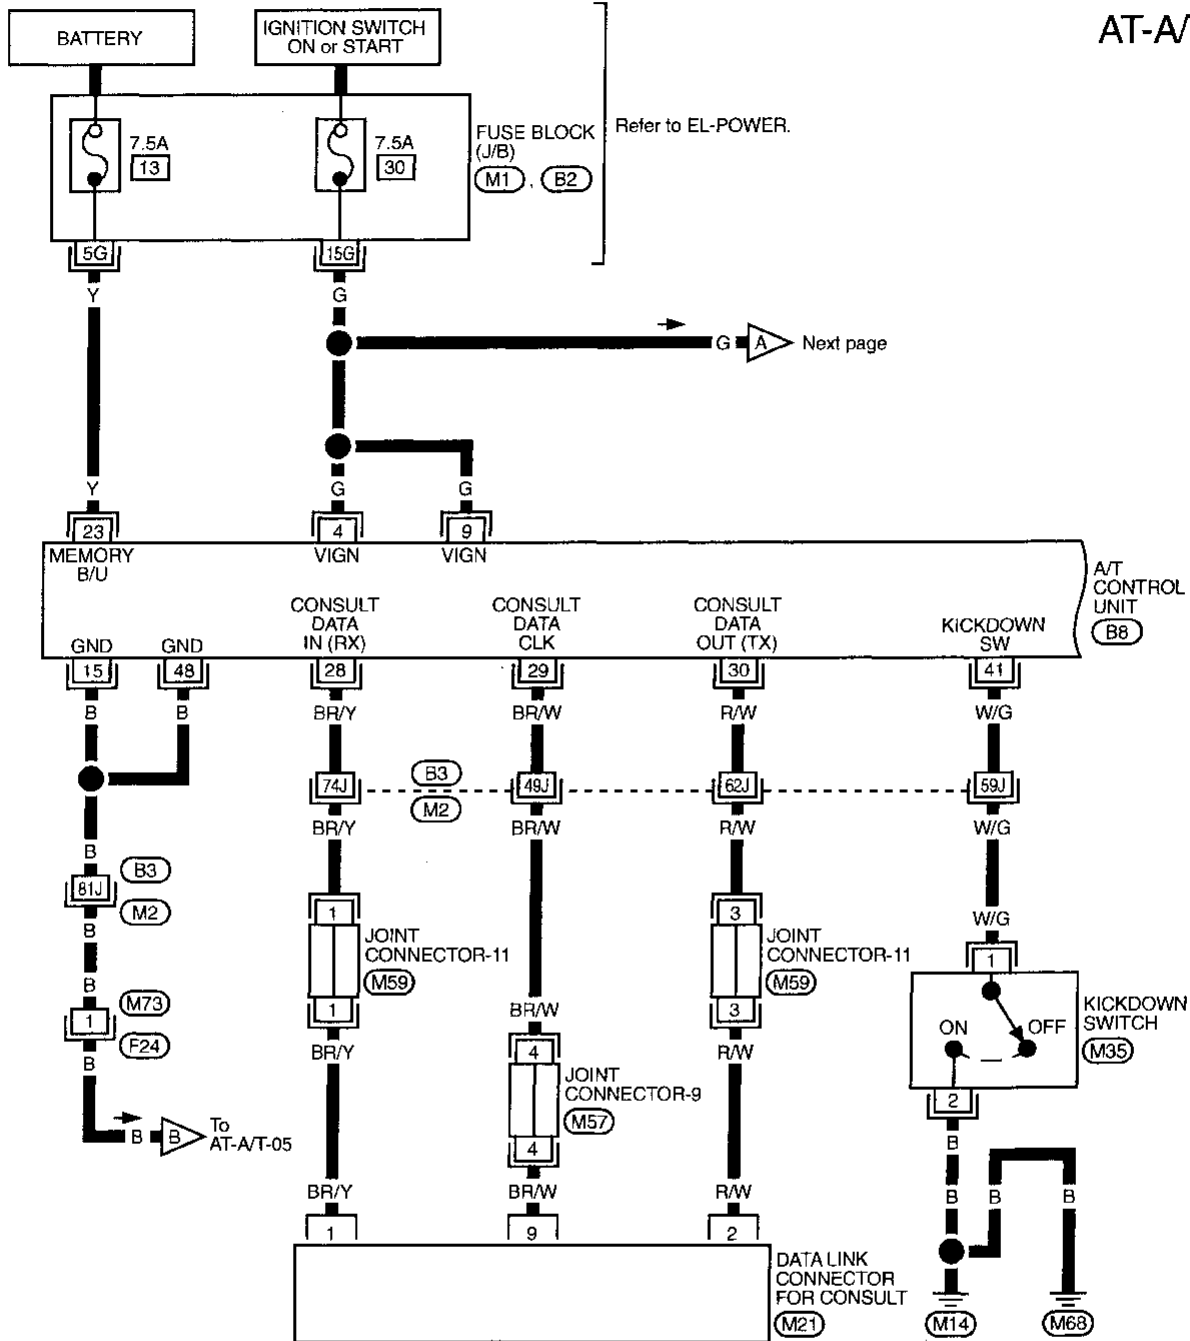 AT-A/
BATTERY
IGNITION SWITCH
ON or START
7.5A
13
7.5A
30
FUSE BLOCK
(J/B)
M1 , B2
Refer to EL-POWER.
5G
15G
Y
G
G
A
Next page
Y
G
G
23
4
9
MEMORY
B/U
VIGN
VIGN
A/T
CONTROL
UNIT
B8
CONSULT
DATA
IN (RX)
CONSULT
DATA
CLK
CONSULT
DATA
OUT (TX)
KICKDOWN
SW
GND
GND
15
48
28
29
30
41
B
B
BR/Y
BR/W
R/W
W/G
74J
B3
M2
49J
62J
59J
BR/Y
BR/W
R/W
W/G
B
81J
B3
M2
B
1
JOINT
CONNECTOR-11
M59
1
3
JOINT
CONNECTOR-11
M59
3
W/G
1
B
1
M73
F24
B
BR/Y
BR/W
R/W
ON
OFF
KICKDOWN
SWITCH
M35
2
4
JOINT
CONNECTOR-9
M57
4
B
B
To
AT-A/T-05
B
BR/Y
BR/W
R/W
B
B
B
1
9
2
DATA LINK
CONNECTOR
FOR CONSULT
M21
M14
M68